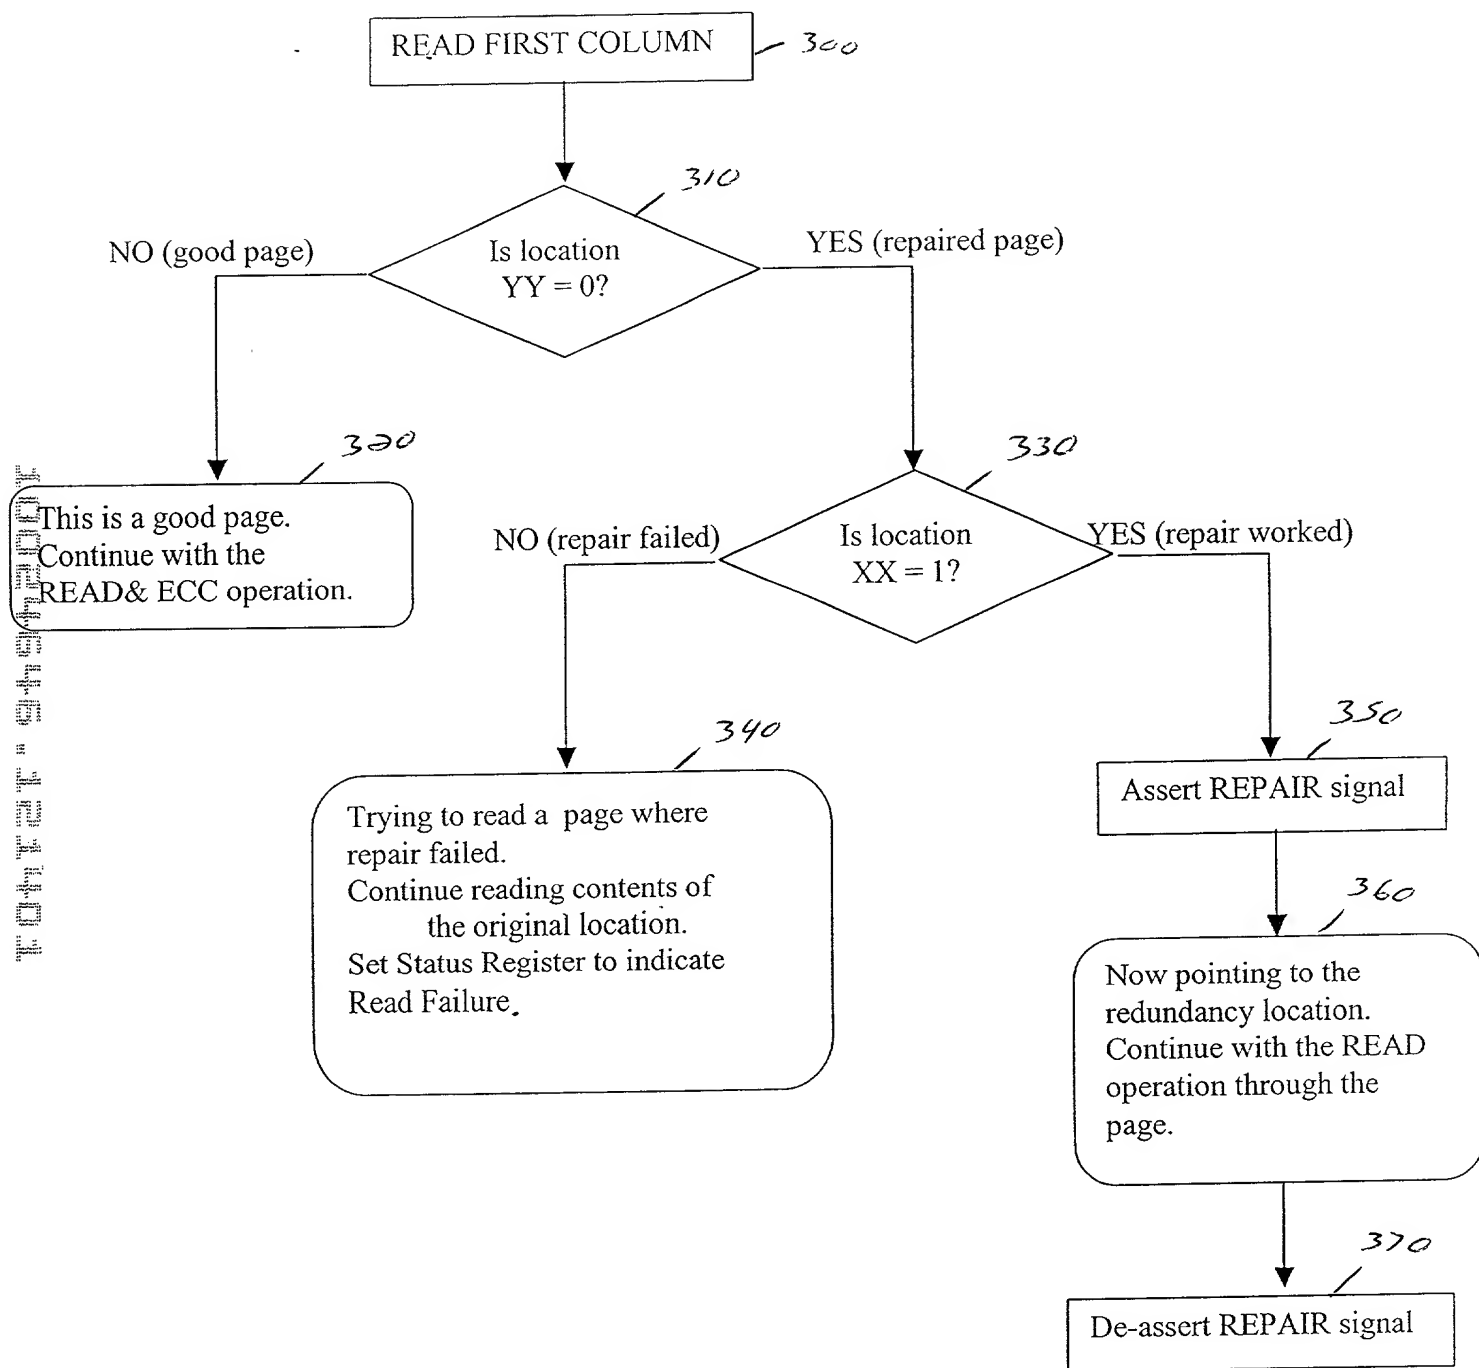 READ FIRST COLUMN
300
310
NO (good page)
Is location
YY = 0?
YES (repaired page)
320
This is a good page.
Continue with the
READ& ECC operation.
330
NO (repair failed)
Is location
XX = 1?
YES (repair worked)
340
Trying to read a page where
repair failed.
Continue reading contents of
the original location.
Set Status Register to indicate
Read Failure.
350
Assert REPAIR signal
360
Now pointing to the
redundancy location.
Continue with the READ
operation through the
page.
370
De-assert REPAIR signal